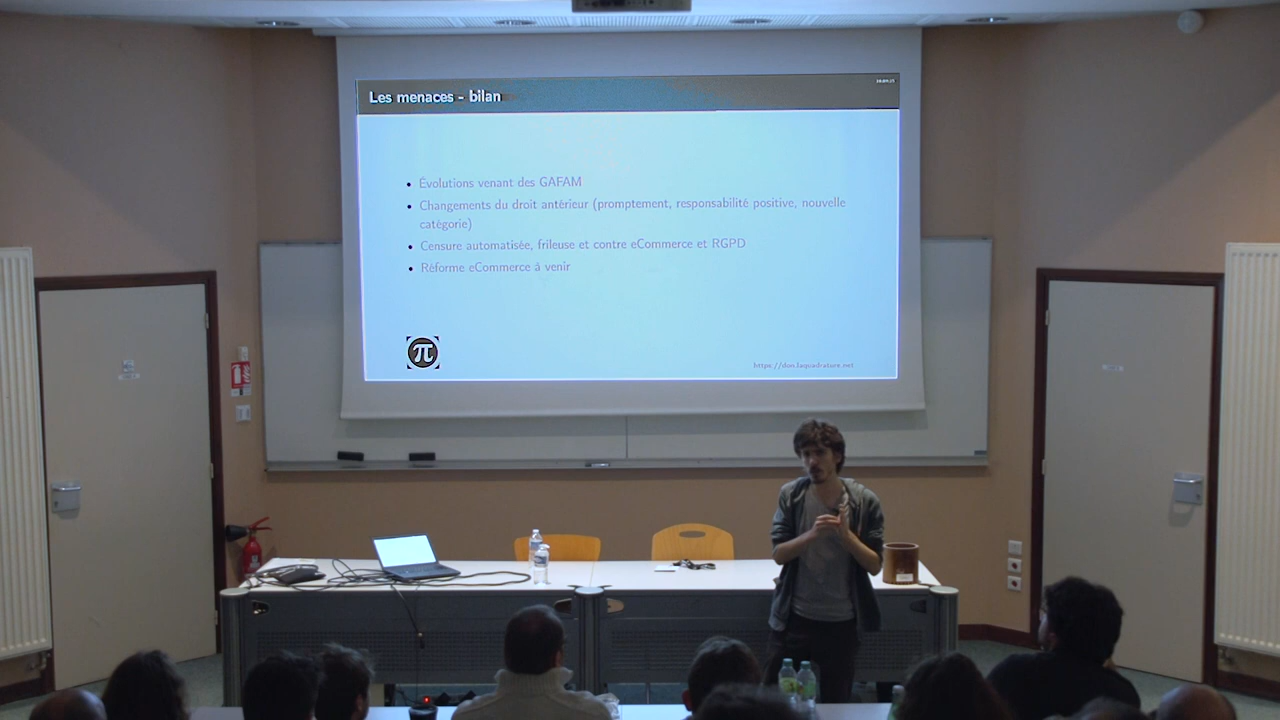 Les menaces - bilan
Évolutions venant des GAFAM
Changements du droit antérieur (promptement, responsabilité positive, nouvelle
catégorie)
Censure automatisée, frileuse et contre eCommerce et RGPD
Réforme eCommerce à venir
π
https://don.laquadrature.net